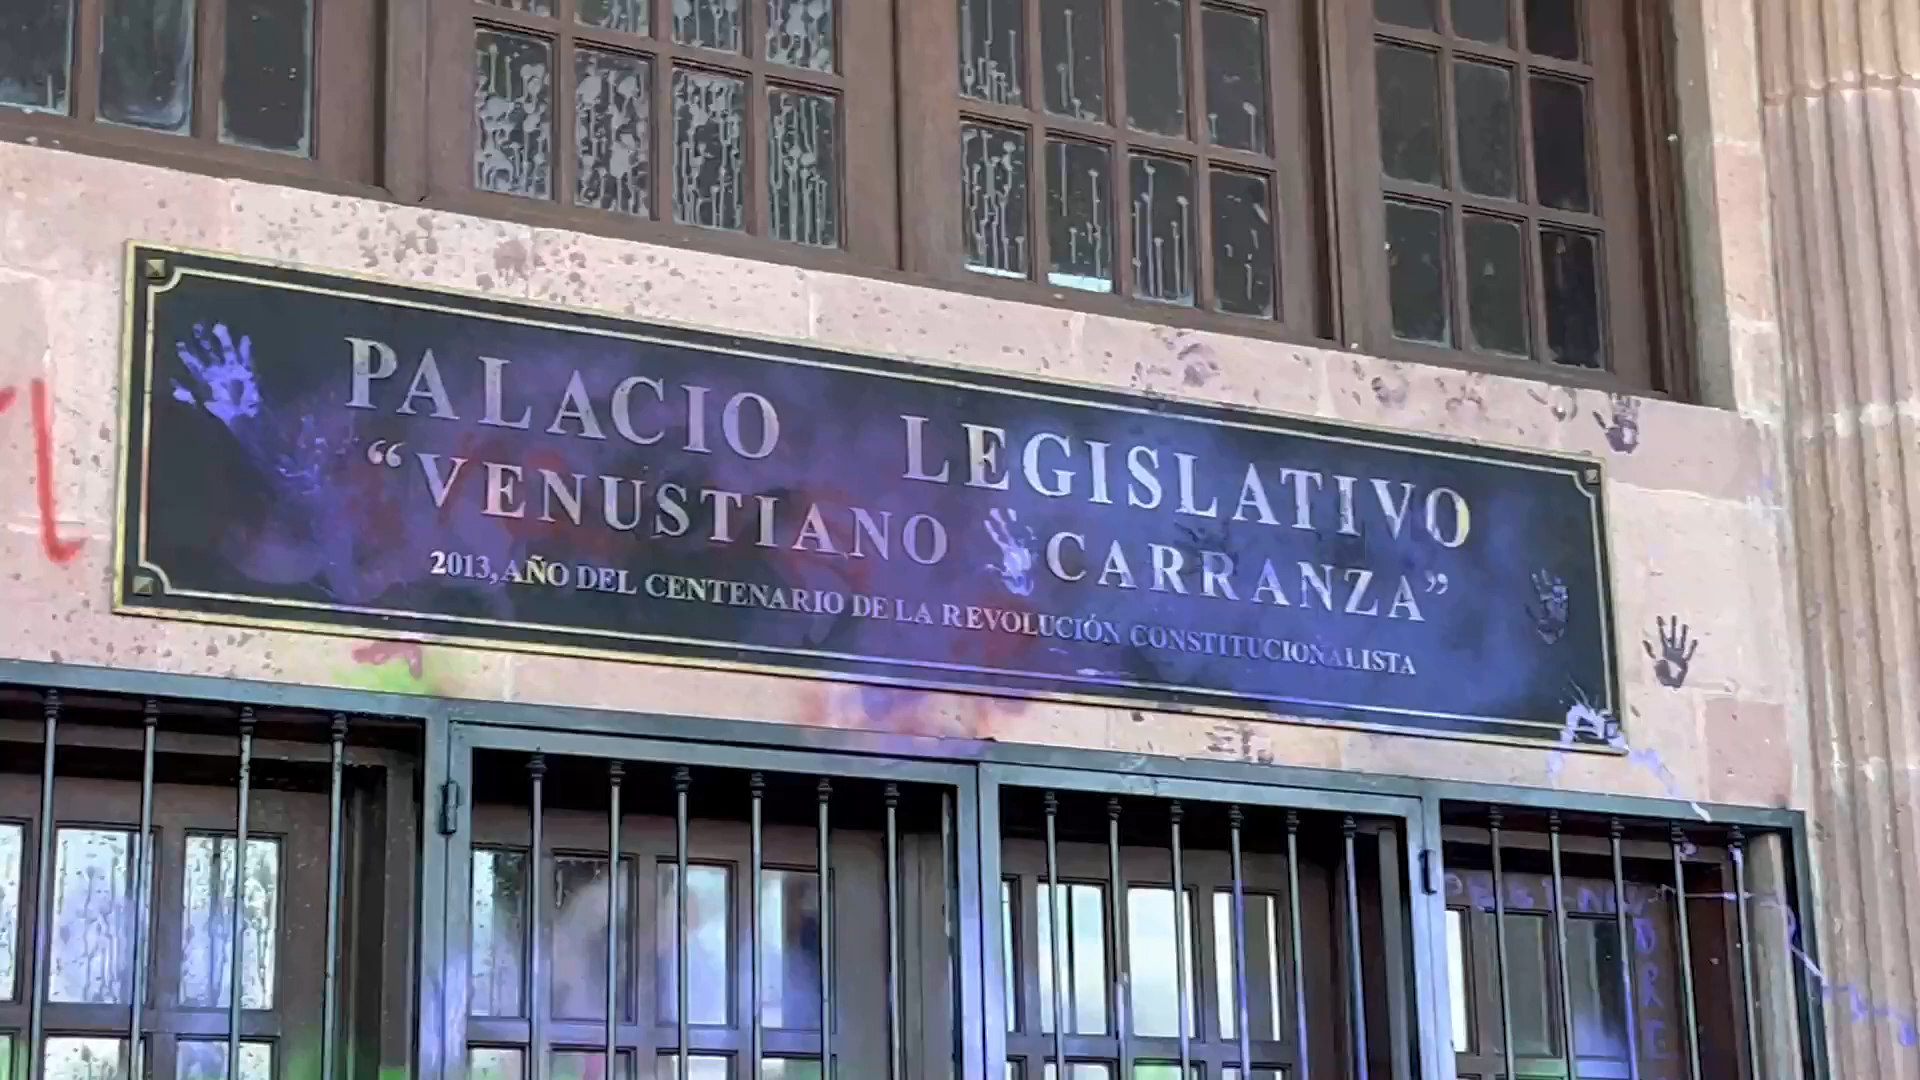 PALACIO LEGISLATIVO
“VENUSTIANO CARRANZA”
2013, AÑO DEL CENTENARIO DE LA REVOLUCIÓN CONSTITUCIONALISTA